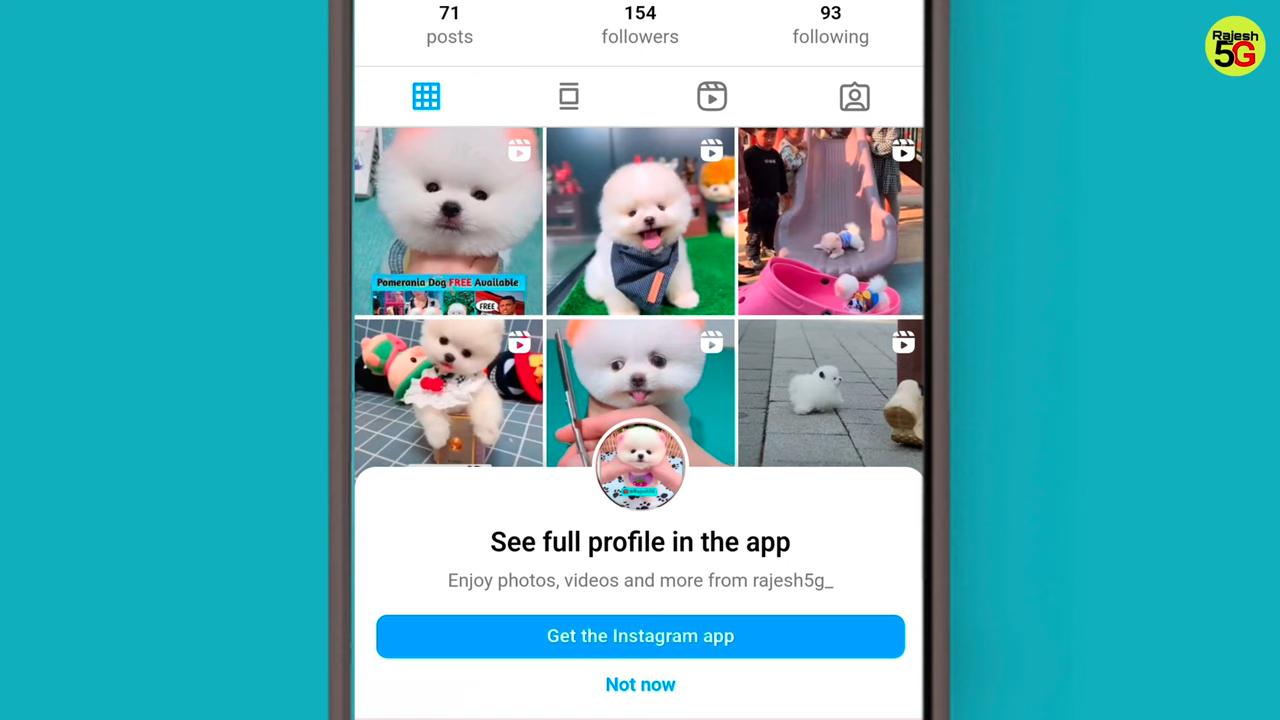 71
154
93
posts
followers
following
Rajesh
5G
Pomerania Dog FREE Available
FREE
See full profile in the app
Enjoy photos, videos and more from rajesh5g_
Get the Instagram app
Not now